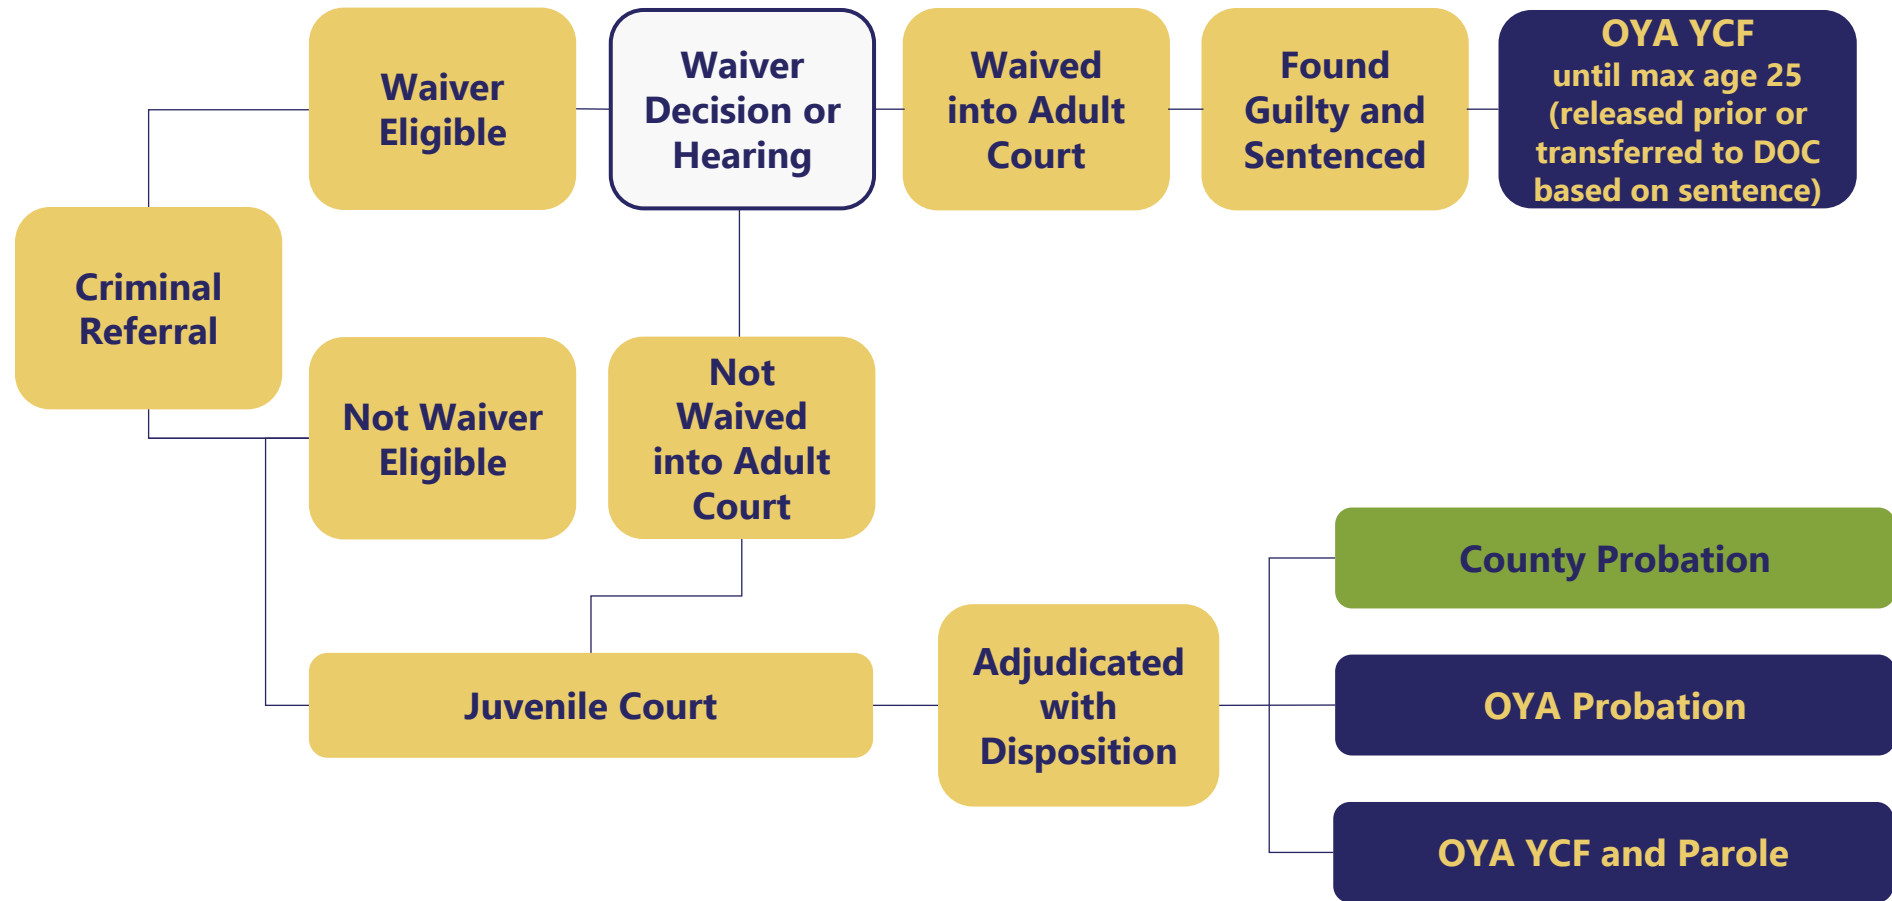 Criminal
Referral
Waiver
Eligible
Waiver
Decision or
Hearing
Waived
into Adult
Court
Found
Guilty and
Sentenced
OYA YCF
until max age 25
(released prior or
transferred to DOC
based on sentence)
Not Waiver
Eligible
Not
Waived
into Adult
Court
Juvenile Court
Adjudicated
with
Disposition
County Probation
OYA Probation
OYA YCF and Parole